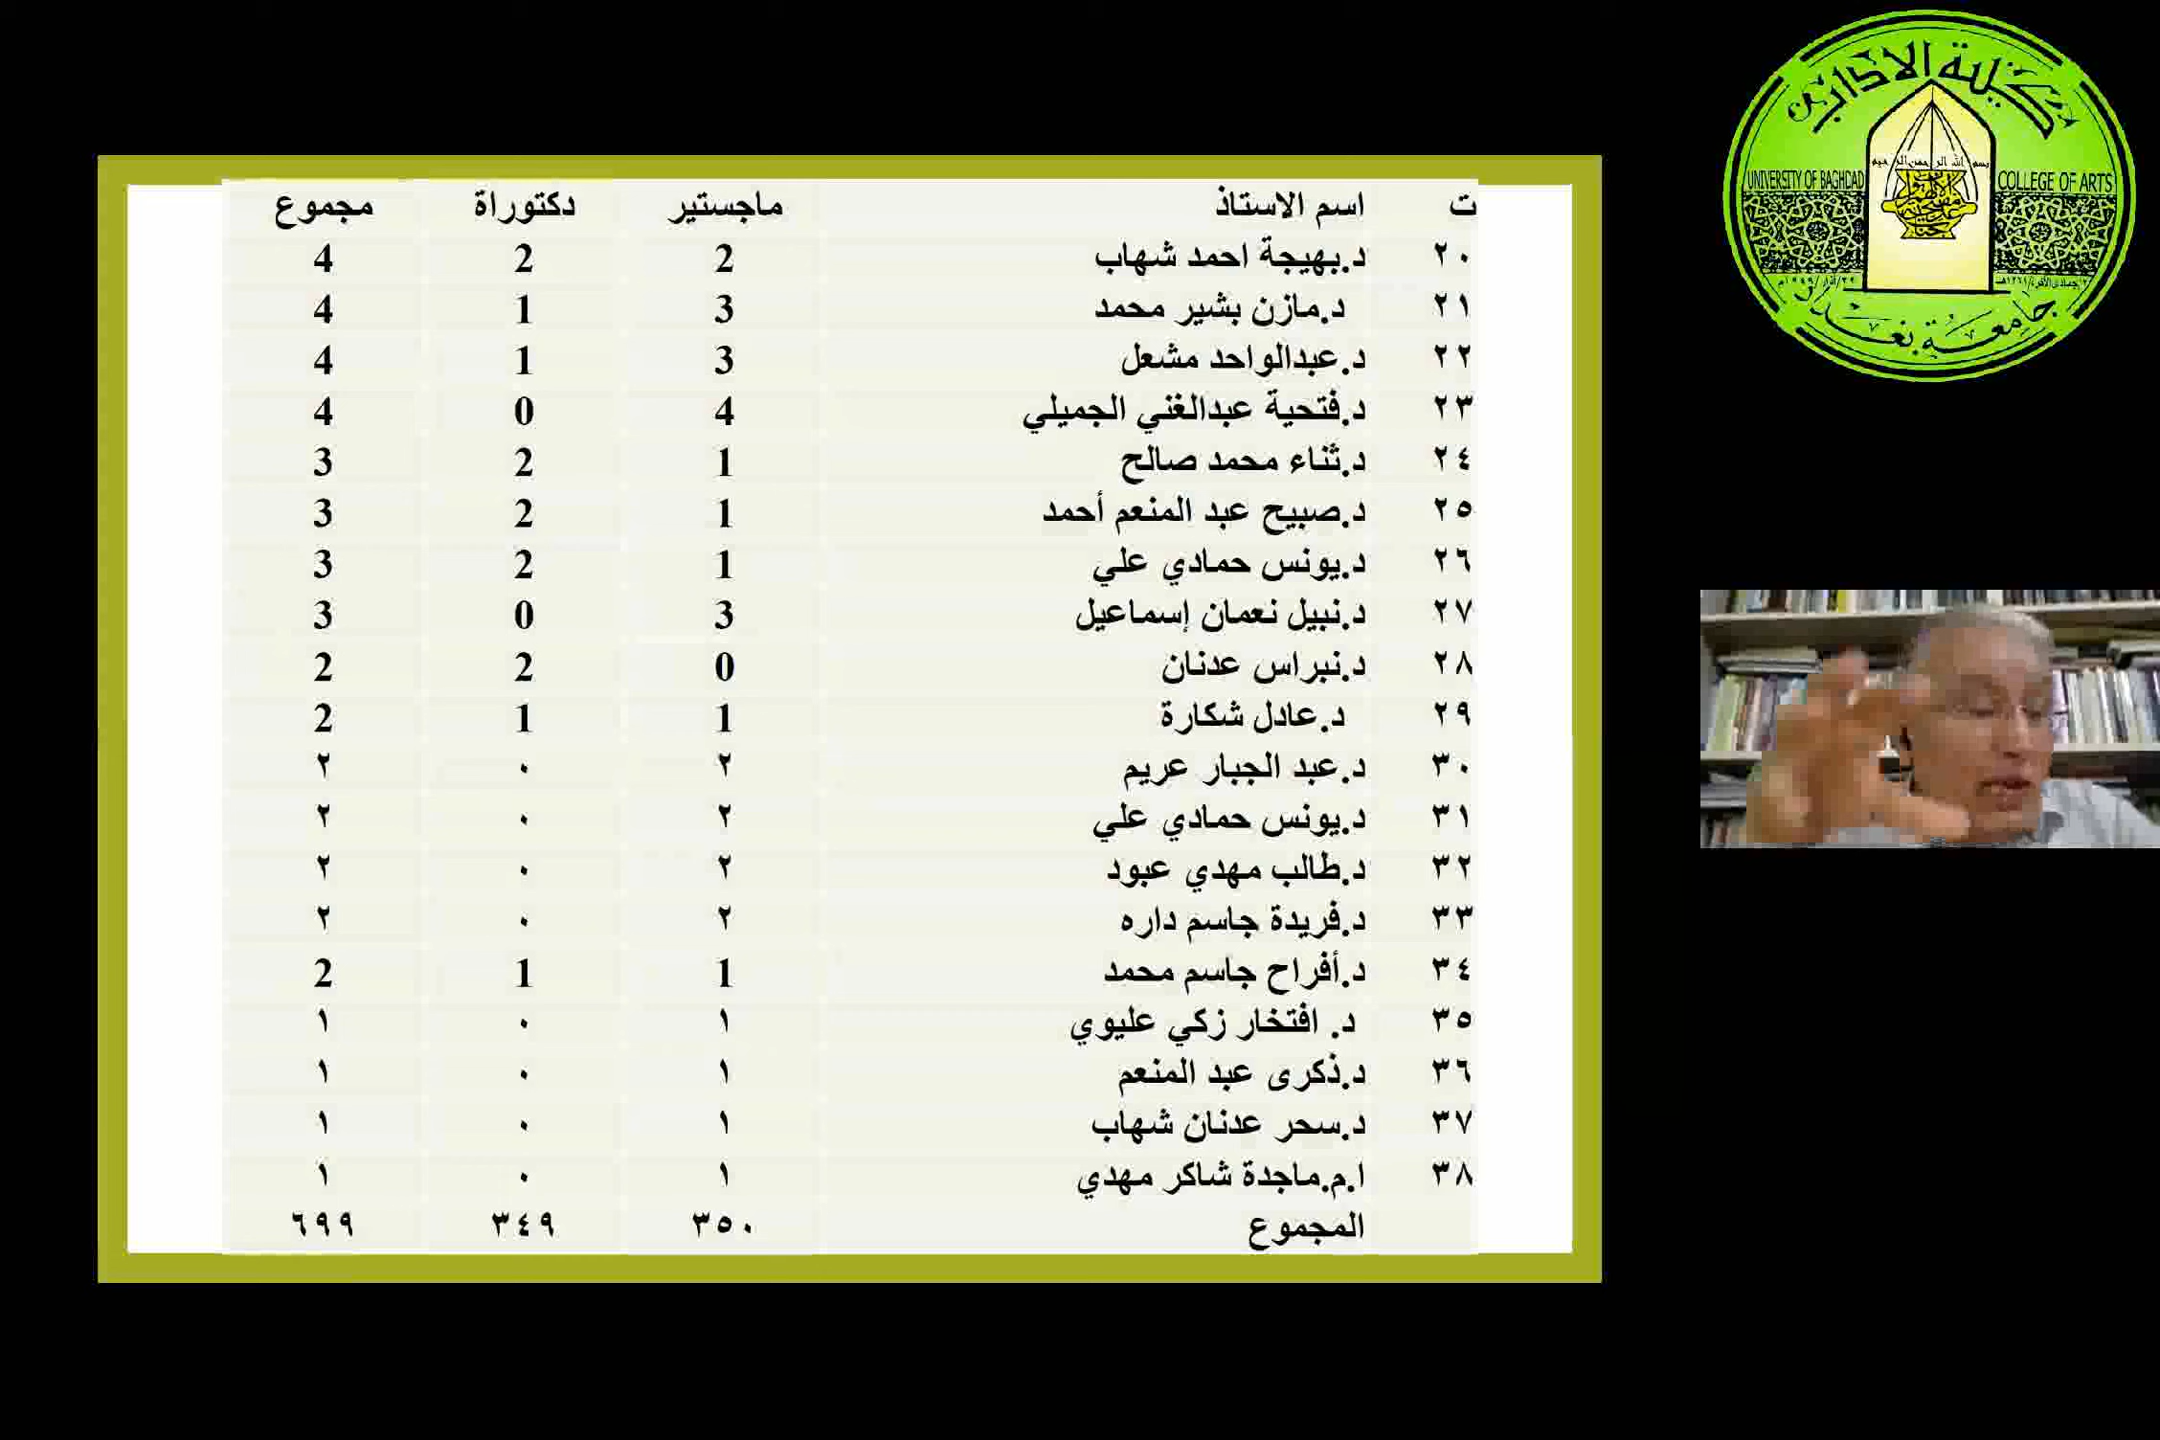 ت اسم الاستاذ ماجستير دكتوراة مجموع
٢٠ د.بهيجة احمد شهاب 2 2 4
٢١ د.مازن بشير محمد 3 1 4
٢٢ د.عبدالواحد مشعل 3 1 4
٢٣ د.فتحية عبدالغني الجميلي 4 0 4
٢٤ د.ثناء محمد صالح 1 2 3
٢٥ د.صبيح عبد المنعم أحمد 1 2 3
٢٦ د.يونس حمادي علي 1 2 3
٢٧ د.نبيل نعمان إسماعيل 3 0 3
٢٨ د.نبراس عدنان 0 2 2
٢٩ د.عادل شكارة 1 1 2
٣٠ د.عبد الجبار عريم ٢ ٠ ٢
٣١ د.يونس حمادي علي ٢ ٠ ٢
٣٢ د.طالب مهدي عبود ٢ ٠ ٢
٣٣ د.فريدة جاسم داره ٢ ٠ ٢
٣٤ د.أفراح جاسم محمد 1 1 2
٣٥ د. افتخار زكي عليوي ١ ٠ ١
٣٦ د.ذكرى عبد المنعم ١ ٠ ١
٣٧ د.سحر عدنان شهاب ١ ٠ ١
٣٨ ا.م.ماجدة شاكر مهدي ١ ٠ ١
المجموع ٣٥٠ ٣٤٩ ٦٩٩
كلية الاداب
بسم الله الرحمن الرحيم
UNIVERSITY OF BAGHDAD COLLEGE OF ARTS
جامعة بغداد